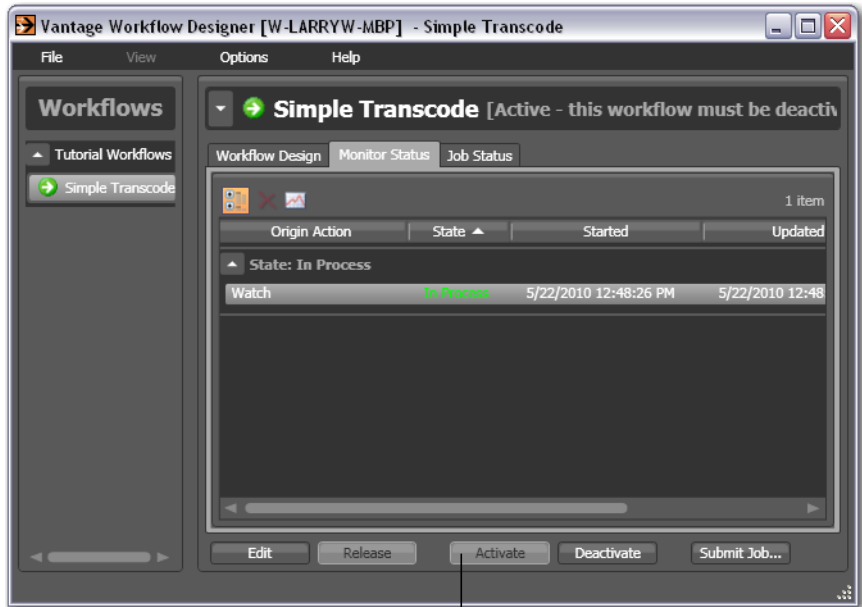 Vantage Workflow Designer [W-LARRYW-MBP] - Simple Transcode
File View Options Help
Workflows
Tutorial Workflows
Simple Transcode
Simple Transcode [Active - this workflow must be deactiv
Workflow Design Monitor Status Job Status
1 item
Origin Action State Started Updated
State: In Process
Watch In Process 5/22/2010 12:48:26 PM 5/22/2010 12:48
Edit Release Activate Deactivate Submit Job...